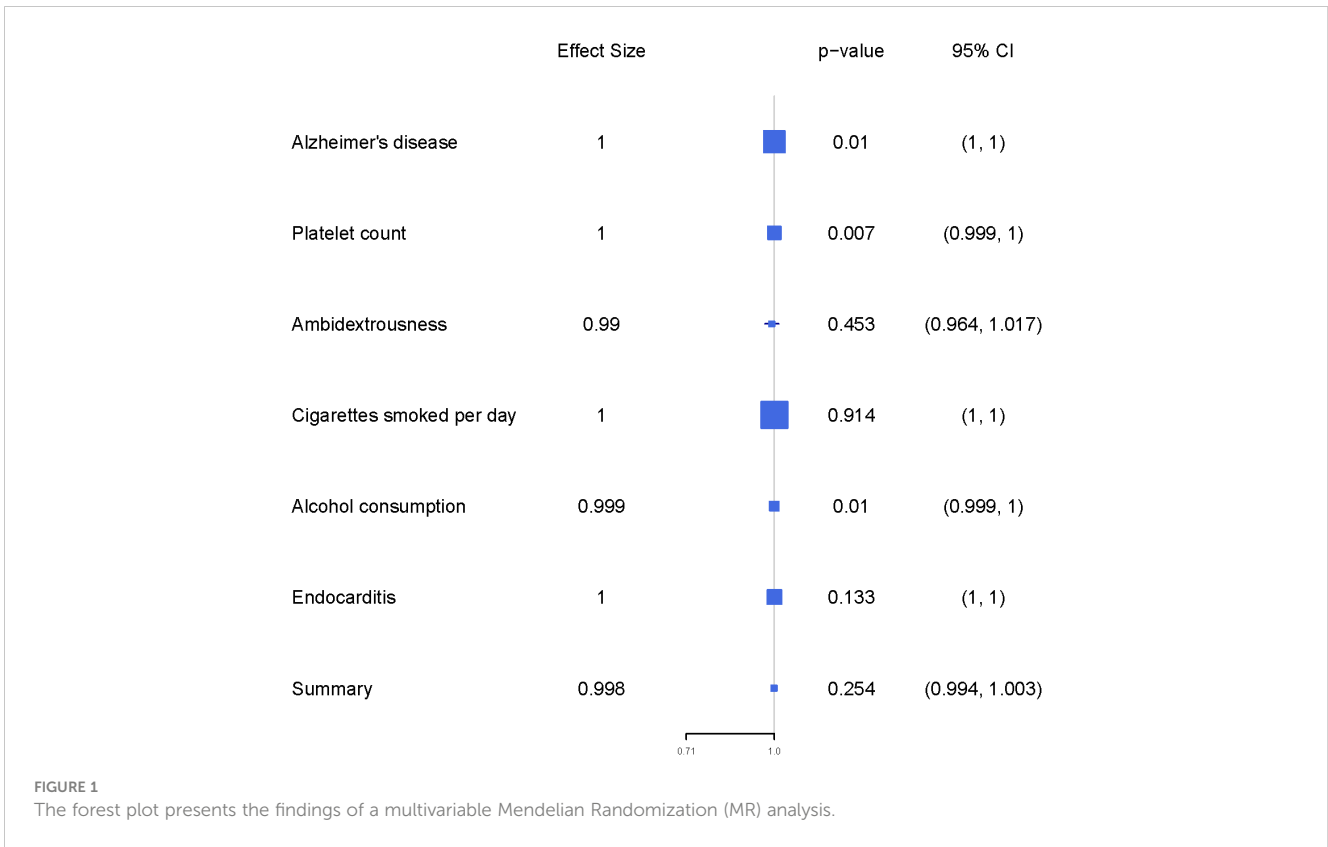 Effect Size p−value 95% CI
Alzheimer's disease 1 0.01 (1, 1)
Platelet count 1 0.007 (0.999, 1)
Ambidextrousness 0.99 0.453 (0.964, 1.017)
Cigarettes smoked per day 1 0.914 (1, 1)
Alcohol consumption 0.999 0.01 (0.999, 1)
Endocarditis 1 0.133 (1, 1)
Summary 0.998 0.254 (0.994, 1.003)
0.71 1.0
FIGURE 1
The forest plot presents the findings of a multivariable Mendelian Randomization (MR) analysis.